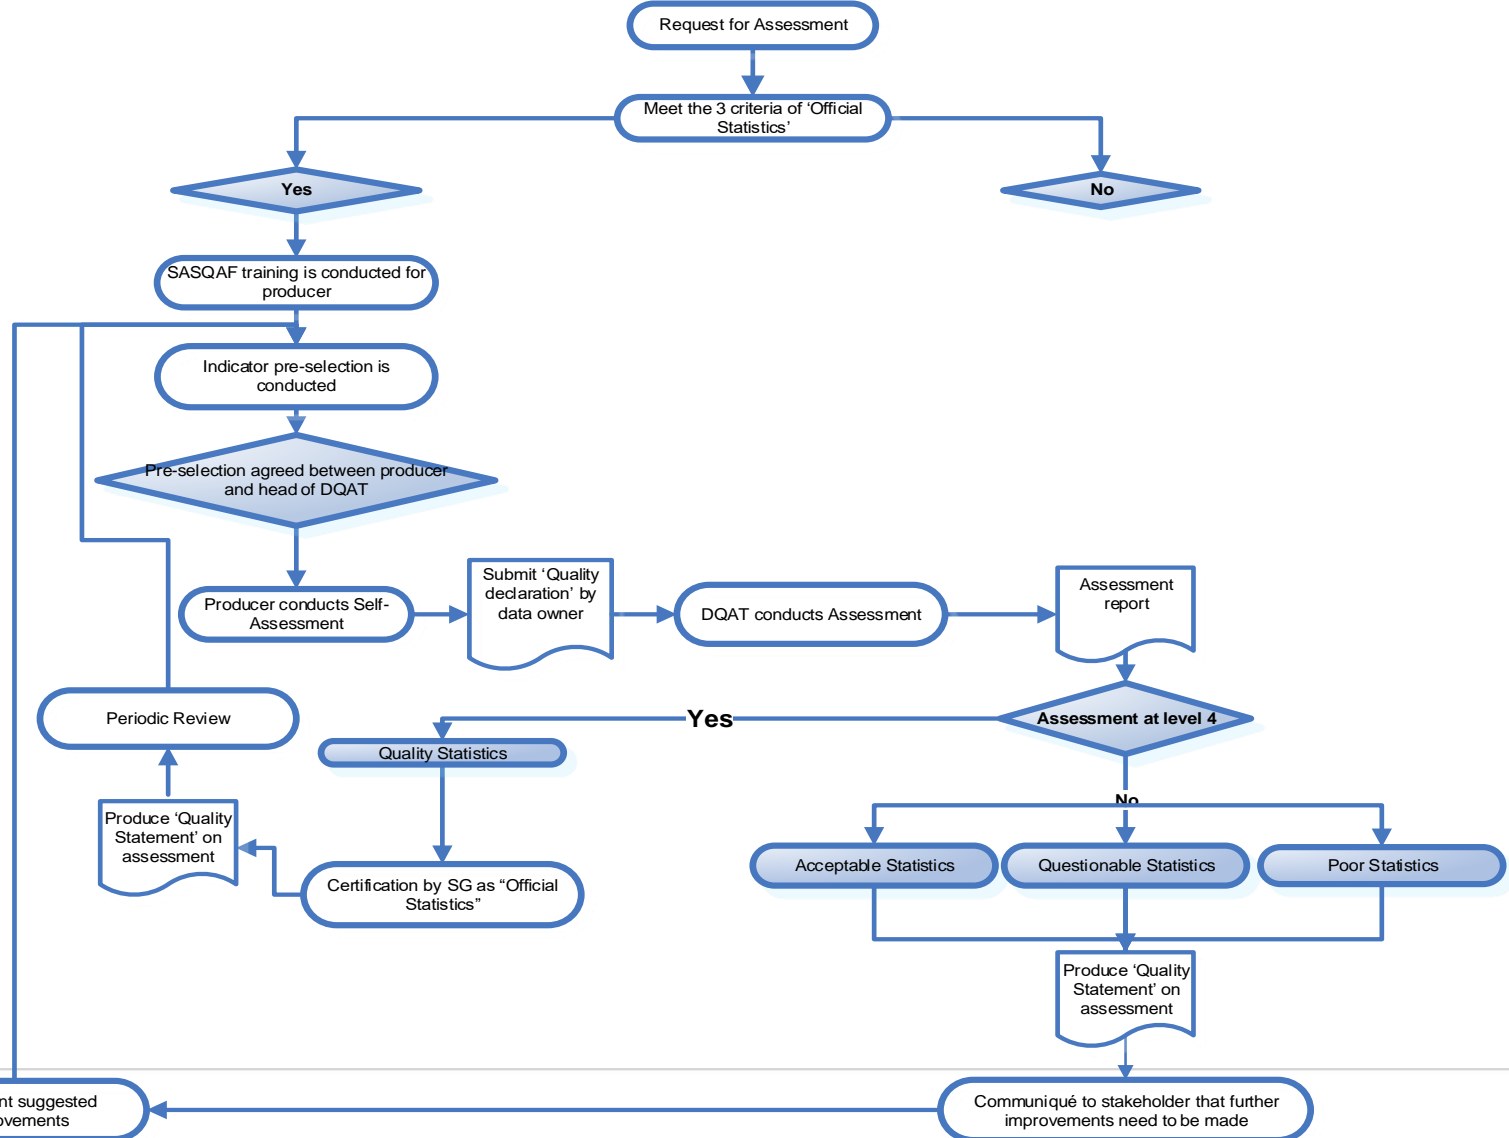 Request for Assessment
Meet the 3 criteria of ‘Official
Statistics’
Yes
No
SASQAF training is conducted for
producer
Indicator pre-selection is
conducted
Pre-selection agreed between producer
and head of DQAT
Producer conducts Self-
Assessment
Submit ‘Quality
declaration’ by
data owner
DQAT conducts Assessment
Assessment
report
Periodic Review
Yes
Assessment at level 4
Quality Statistics
No
Produce ‘Quality
Statement’ on
assessment
Acceptable Statistics
Questionable Statistics
Poor Statistics
Certification by SG as “Official
Statistics”
Produce ‘Quality
Statement’ on
assessment
suggested
Communiqué to stakeholder that further
improvements need to be made